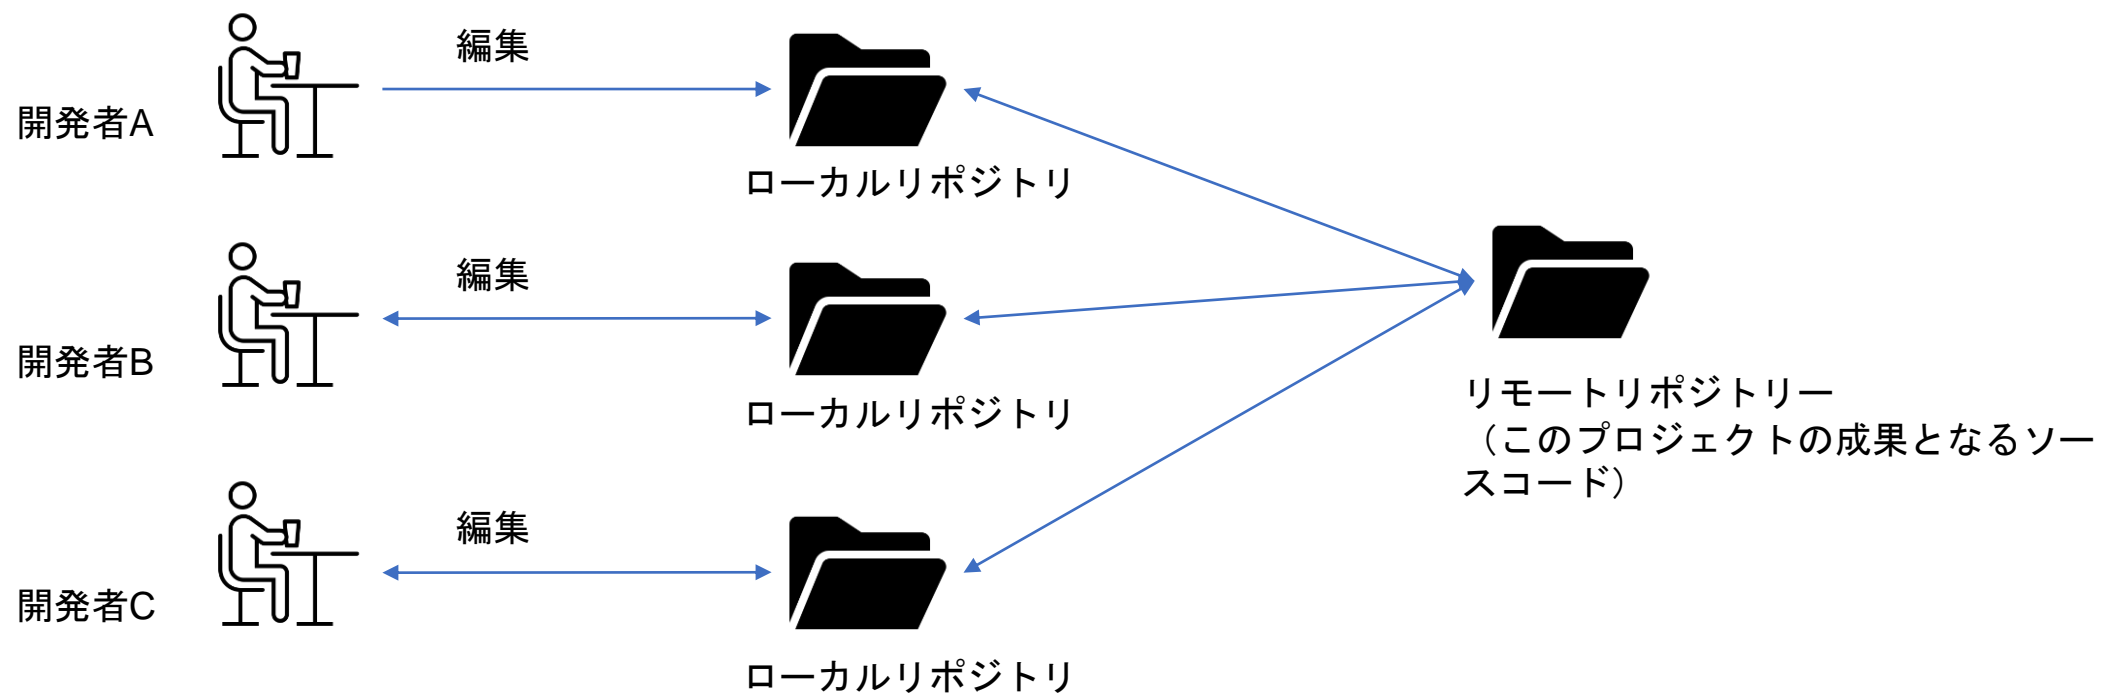 編集
開発者A
ローカルリポジトリ
編集
開発者B
ローカルリポジトリ
リモートリポジトリー
（このプロジェクトの成果となるソー
スコード）
編集
開発者C
ローカルリポジトリ